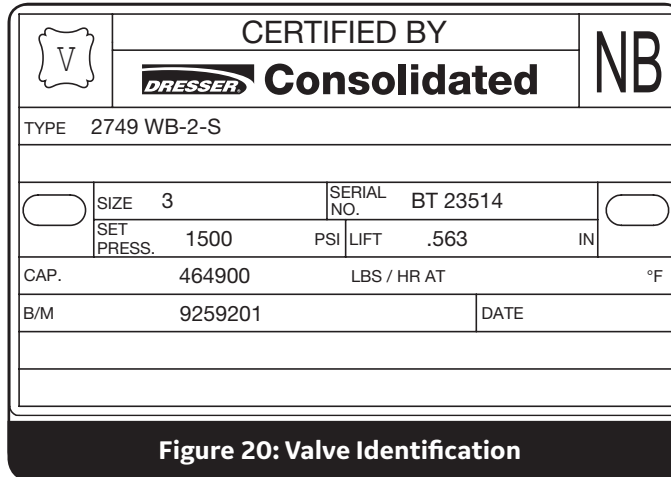 V
CERTIFIED BY
DRESSER Consolidated
NB
TYPE 2749 WB-2-S
SIZE 3 SERIAL NO. BT 23514
SET PRESS. 1500 PSI LIFT .563 IN
CAP. 464900 LBS / HR AT °F
B/M 9259201 DATE
Figure 20: Valve Identification